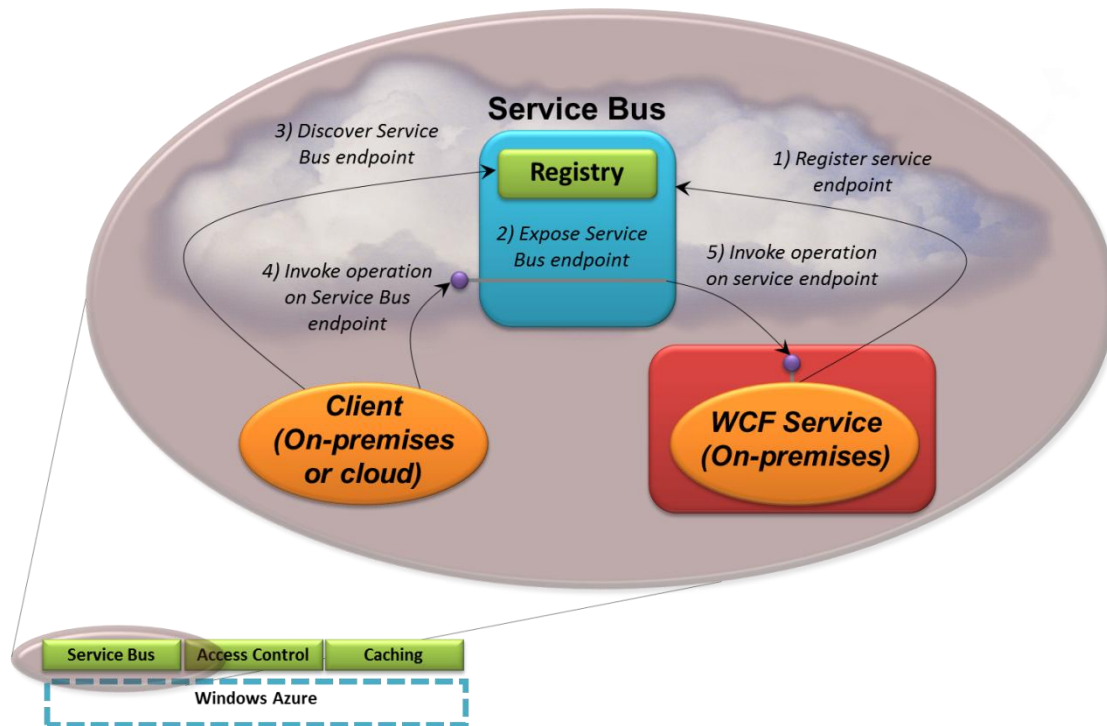 Service Bus
3) Discover Service
Bus endpoint
Registry
1) Register service
endpoint
2) Expose Service
Bus endpoint
4) Invoke operation
on Service Bus
endpoint
5) Invoke operation
on service endpoint
Client
(On-premises
or cloud)
WCF Service
(On-premises)
Service Bus
Access Control
Caching
Windows Azure